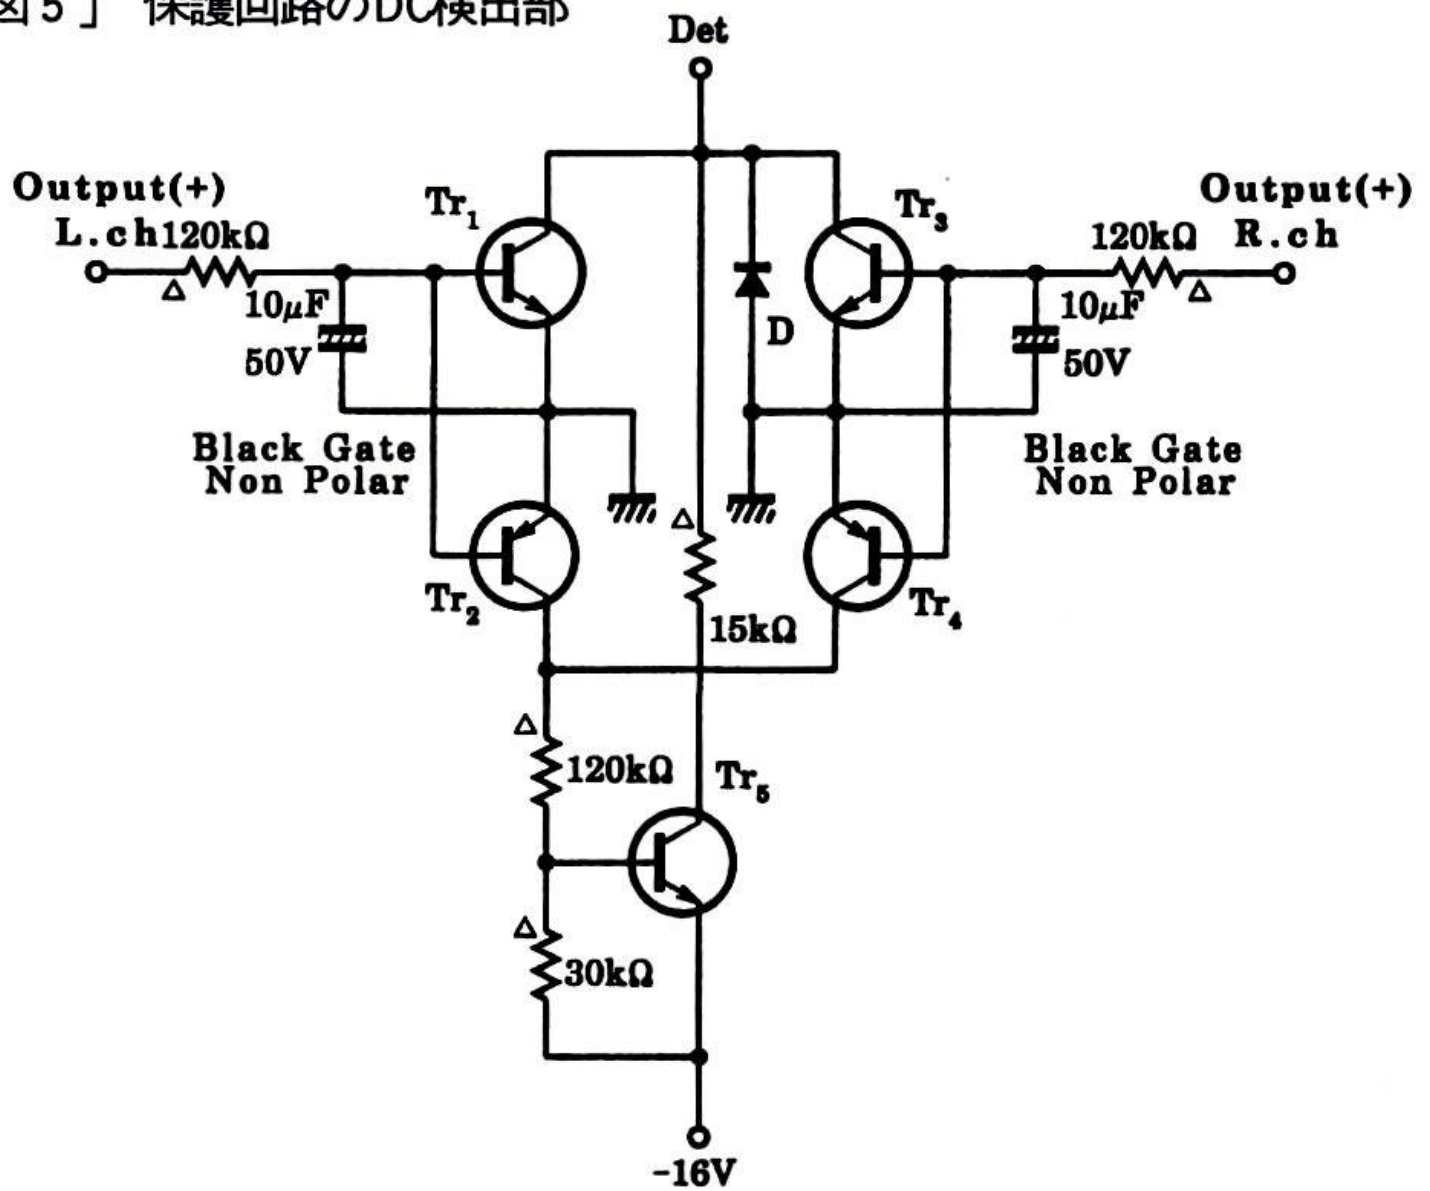 図5」 保護回路のDC検出部
Det
Output(+)
L.ch
120kΩ
Tr1
10μF
50V
Black Gate
Non Polar
Tr2
D
Tr3
120kΩ
Output(+)
R.ch
10μF
50V
Black Gate
Non Polar
Tr4
15kΩ
120kΩ
Tr5
30kΩ
-16V